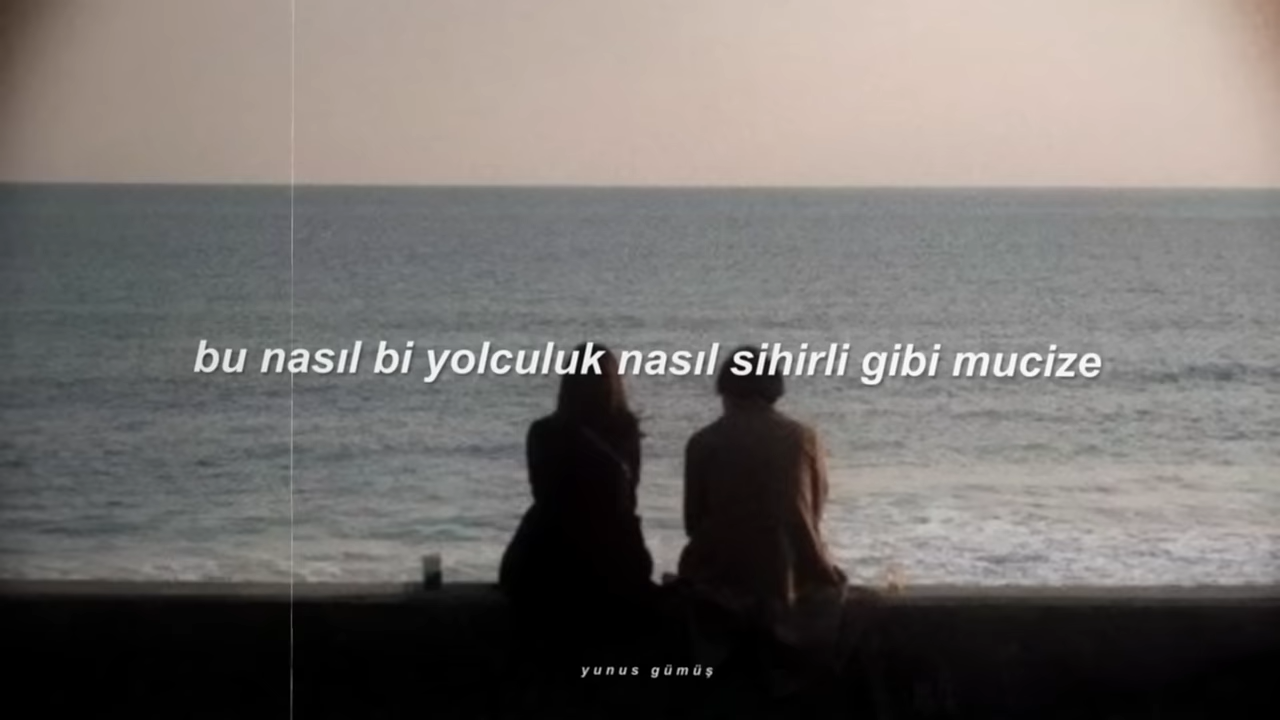 bu nasıl bi yolculuk nasıl sihirli gibi mucize
yunus gümüş